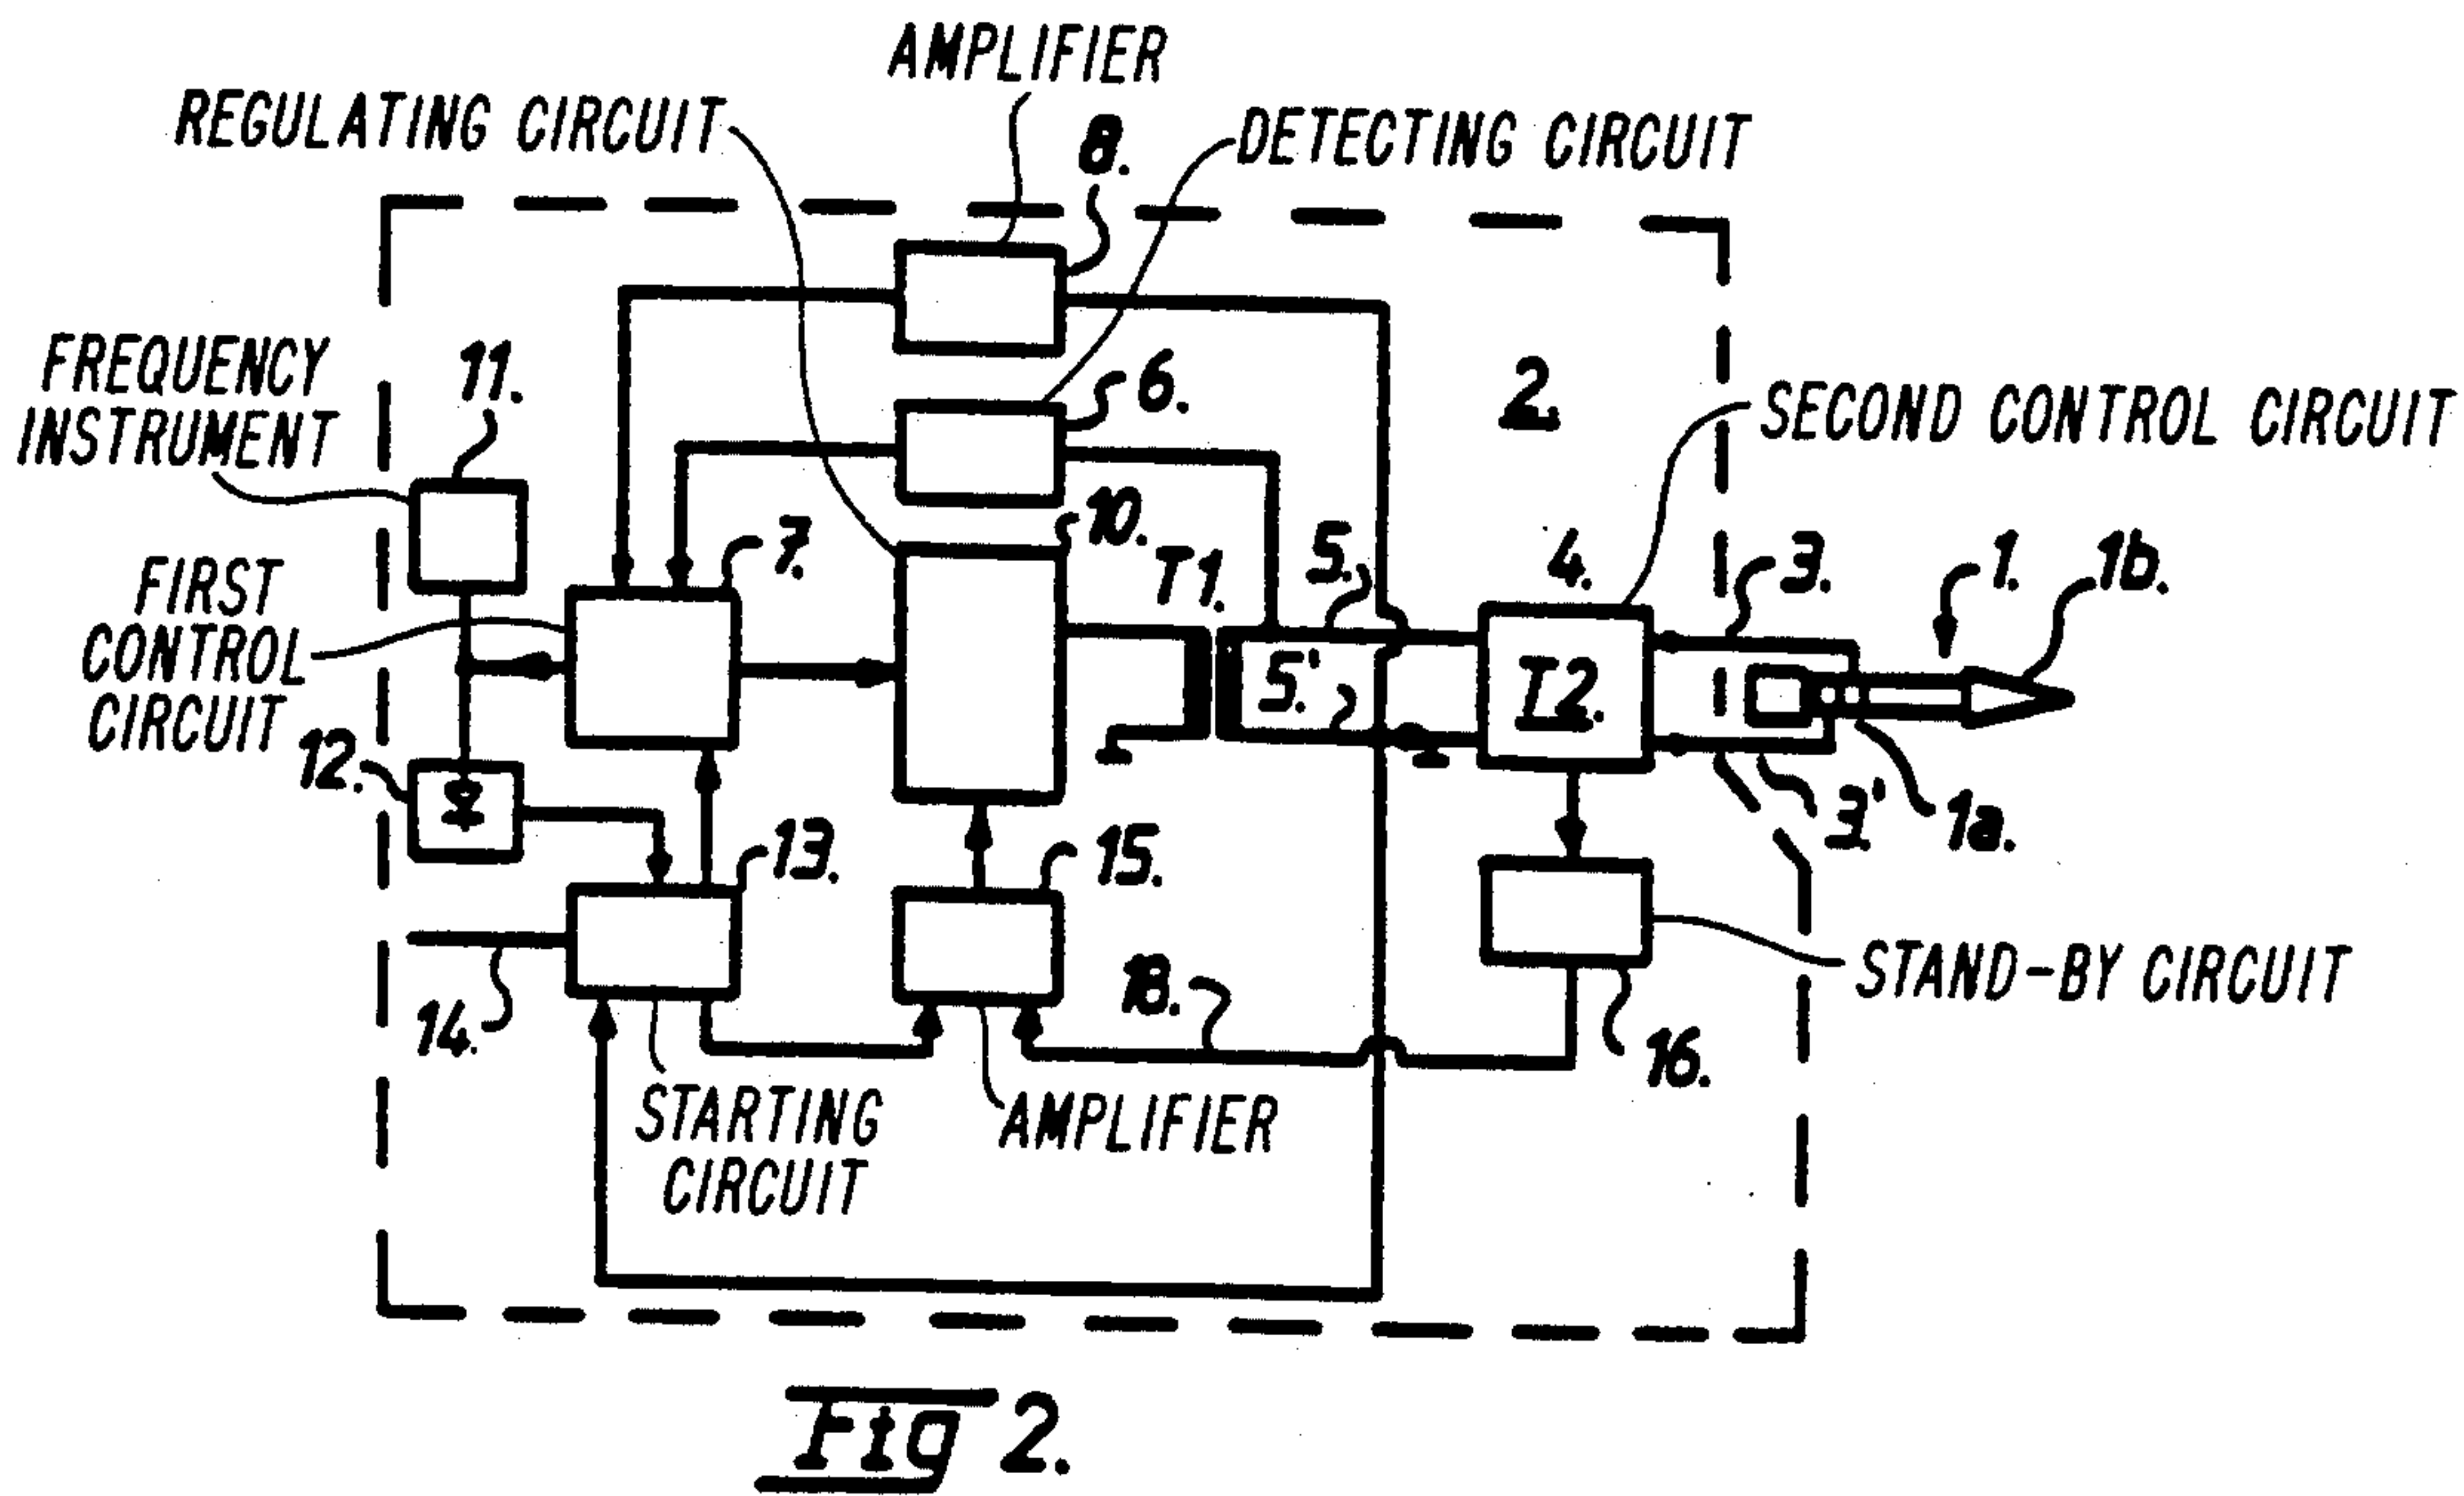 AMPLIFIER
REGULATING CIRCUIT
8.
DETECTING CIRCUIT
FREQUENCY
INSTRUMENT
11.
6.
2.
SECOND CONTROL CIRCUIT
FIRST
CONTROL
CIRCUIT
7.
10.
T1.
5.
4.
3.
1.
1b.
5'.
T2.
12.
3'
1a.
13.
15.
14.
18.
STAND-BY CIRCUIT
16.
STARTING
CIRCUIT
AMPLIFIER
Fig 2.